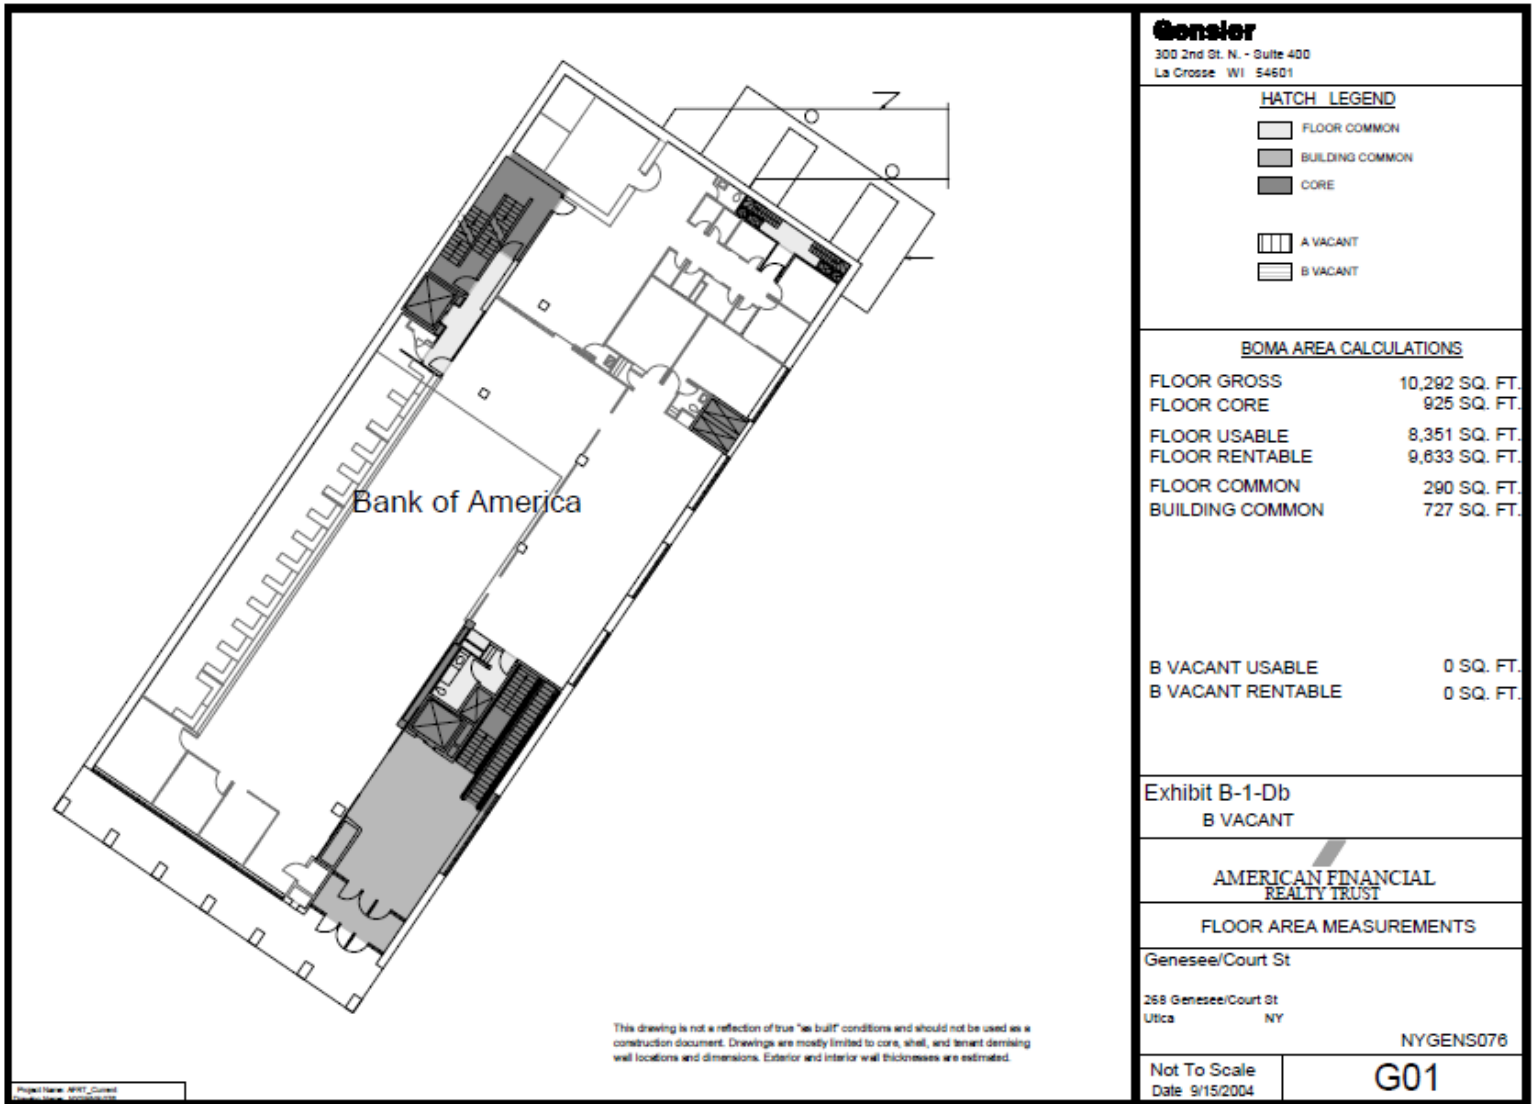 Gensler
300 2nd St. N. - Suite 400
La Crosse WI 54601
HATCH LEGEND
FLOOR COMMON
BUILDING COMMON
CORE
A VACANT
B VACANT
BOMA AREA CALCULATIONS
FLOOR GROSS 10,292 SQ. FT.
FLOOR CORE 925 SQ. FT.
FLOOR USABLE 8,351 SQ. FT.
FLOOR RENTABLE 9,633 SQ. FT.
FLOOR COMMON 290 SQ. FT.
BUILDING COMMON 727 SQ. FT.
B VACANT USABLE 0 SQ. FT.
B VACANT RENTABLE 0 SQ. FT.
Exhibit B-1-Db
B VACANT
AMERICAN FINANCIAL
REALTY TRUST
FLOOR AREA MEASUREMENTS
Genesee/Court St
268 Genesee/Court St
Utica NY
NYGENS076
Not To Scale
Date 9/15/2004
G01
Bank of America
This drawing is not a reflection of true "as built" conditions and should not be used as a
construction document. Drawings are mostly limited to core, shell, and tenant demising
wall locations and dimensions. Exterior and interior wall thicknesses are estimated.
Project Name: AFRT_Current